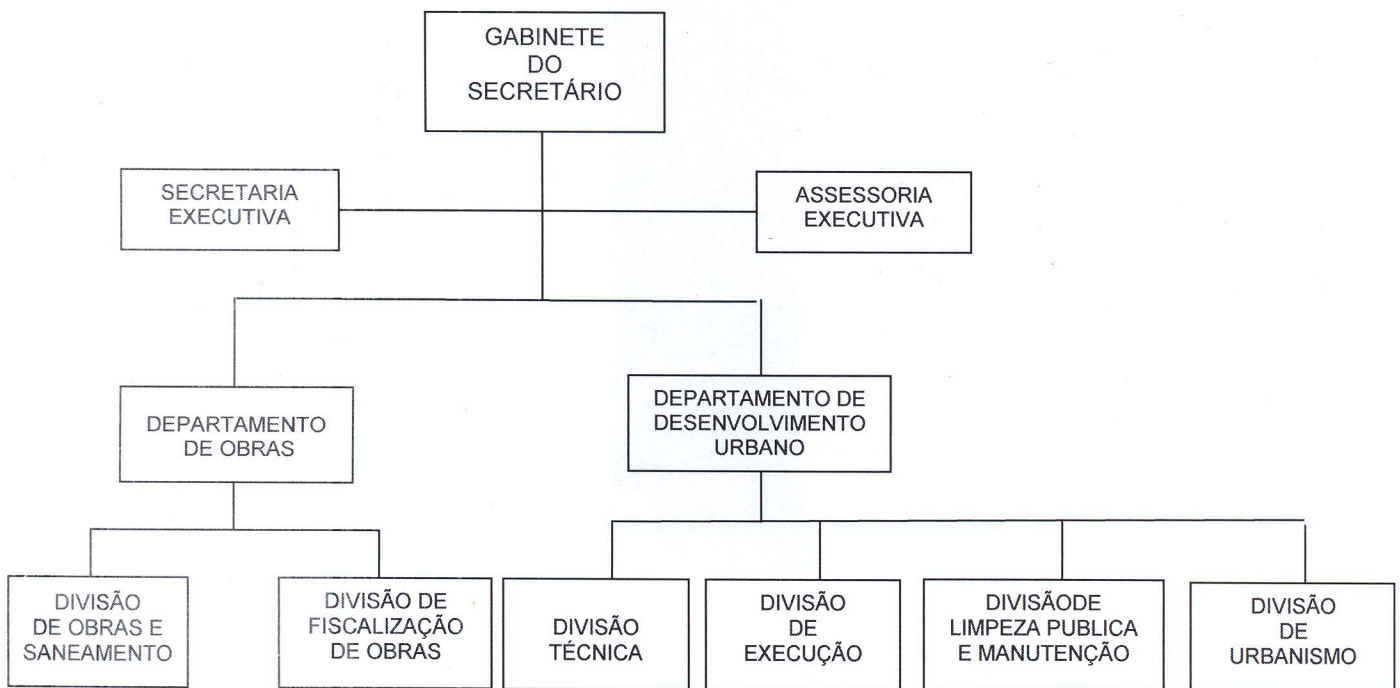 GABINETE
DO
SECRETÁRIO
SECRETARIA
EXECUTIVA
ASSESSORIA
EXECUTIVA
DEPARTAMENTO
DE OBRAS
DEPARTAMENTO DE
DESENVOLVIMENTO
URBANO
DIVISÃO
DE OBRAS E
SANEAMENTO
DIVISÃO DE
FISCALIZAÇÃO
DE OBRAS
DIVISÃO
TÉCNICA
DIVISÃO
DE
EXECUÇÃO
DIVISÃODE
LIMPEZA PUBLICA
E MANUTENÇÃO
DIVISÃO
DE
URBANISMO